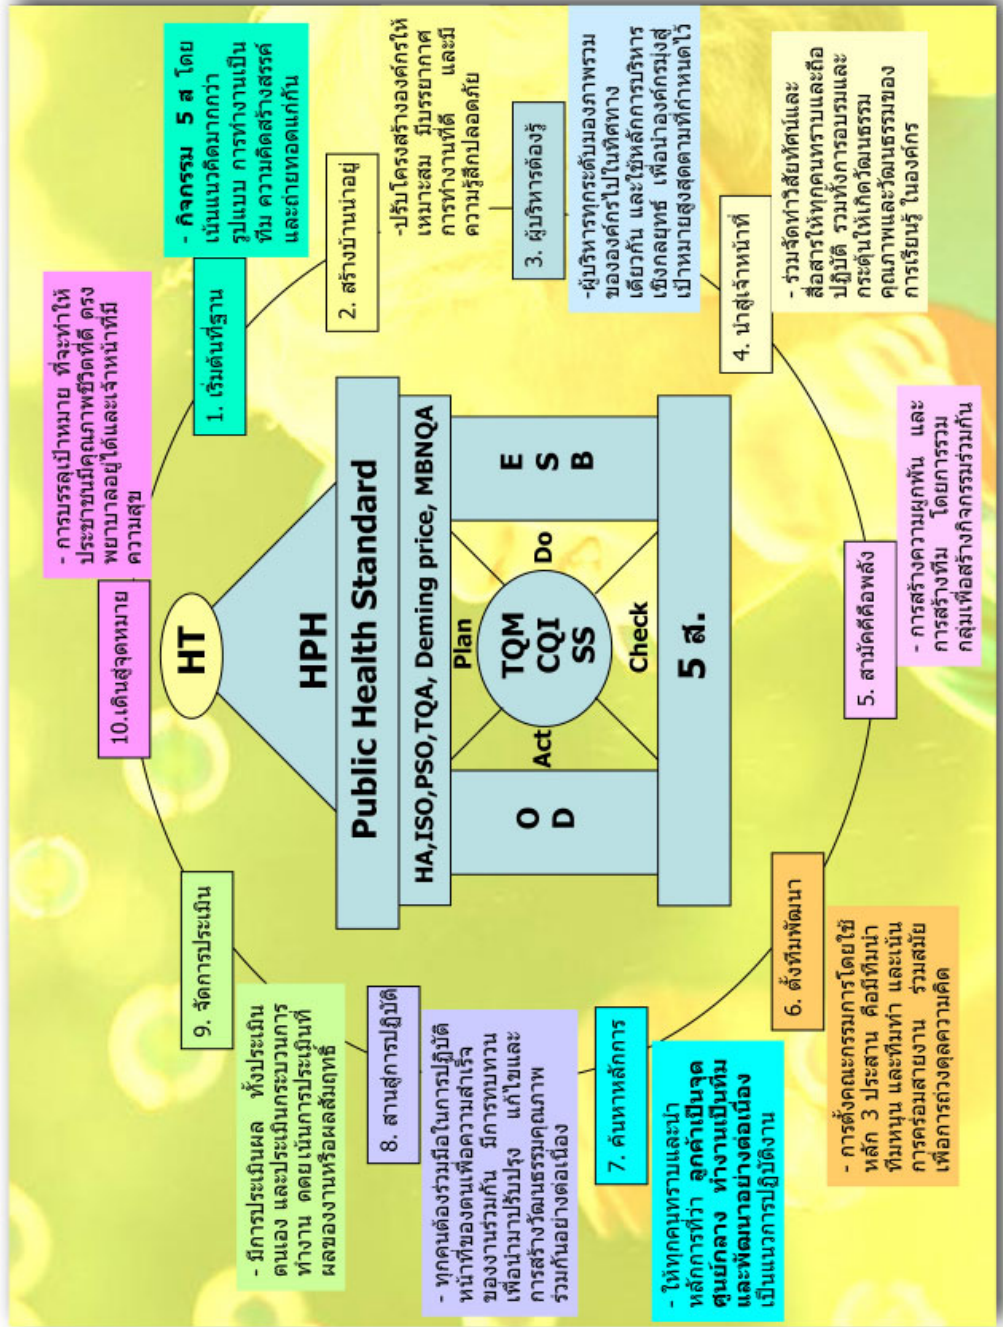 HT
HPH
Public Health Standard
HA,ISO,PSO,TQA, Deming price, MBNQA
O
D
E
S
B
Plan
Do
Check
Act
TQM
CQI
SS
5 ส.
1. เริ่มต้นที่ฐาน
- กิจกรรม 5 ส โดย
เน้นแนวคิดมากกว่า
รูปแบบ การทำงานเป็น
ทีม ความคิดสร้างสรรค์
และถ่ายทอดแก่กัน
2. สร้างบ้านน่าอยู่
-ปรับโครงสร้างองค์กรให้
เหมาะสม มีบรรยากาศ
การทำงานที่ดี และมี
ความรู้สึกปลอดภัย
3. ผู้บริหารต้องรู้
-ผู้บริหารทุกระดับมองภาพรวม
ขององค์กรไปในทิศทาง
เดียวกัน และใช้หลักการบริหาร
เชิงกลยุทธ์ เพื่อนำองค์กรมุ่งสู่
เป้าหมายสูงสุดตามที่กำหนดไว้
4. นำสู่เจ้าหน้าที่
- ร่วมจัดทำวิสัยทัศน์และ
สื่อสารให้ทุกคนทราบและถือ
ปฏิบัติ รวมทั้งการอบรมและ
กระตุ้นให้เกิดวัฒนธรรม
คุณภาพและวัฒนธรรมของ
การเรียนรู้ ในองค์กร
5. สามัคคีคือพลัง
- การสร้างความผูกพัน และ
การสร้างทีม โดยการรวม
กลุ่มเพื่อสร้างกิจกรรมร่วมกัน
6. ตั้งทีมพัฒนา
- การตั้งคณะกรรมการโดยใช้
หลัก 3 ประสาน คือมีทีมนำ
ทีมหนุน และทีมทำ และเน้น
การคร่อมสายงาน ร่วมสมัย
เพื่อการถ่วงดุลความคิด
7. ค้นหาหลักการ
- ให้ทุกคนทราบและนำ
หลักการที่ว่า ลูกค้าเป็นจุด
ศูนย์กลาง ทำงานเป็นทีม
และพัฒนาอย่างต่อเนื่อง
เป็นแนวการปฏิบัติงาน
8. สานสู่การปฏิบัติ
- ทุกคนต้องร่วมมือในการปฏิบัติ
หน้าที่ของตนเพื่อความสำเร็จ
ของงานร่วมกัน มีการทบทวน
เพื่อนำมาปรับปรุง แก้ไขและ
การสร้างวัฒนธรรมคุณภาพ
ร่วมกันอย่างต่อเนื่อง
9. จัดการประเมิน
- มีการประเมินผล ทั้งประเมิน
ตนเอง และประเมินกระบวนการ
ทำงาน ดดยเน้นการประเมินที่
ผลของงานหรือผลสัมฤทธิ์
10.เดินสู่จุดหมาย
- การบรรลุเป้าหมาย ที่จะทำให้
ประชาชนมีคุณภาพชีวิตที่ดี ตรง
พยาบาลอยู่ได้และเจ้าหน้าที่มี
ความสุข